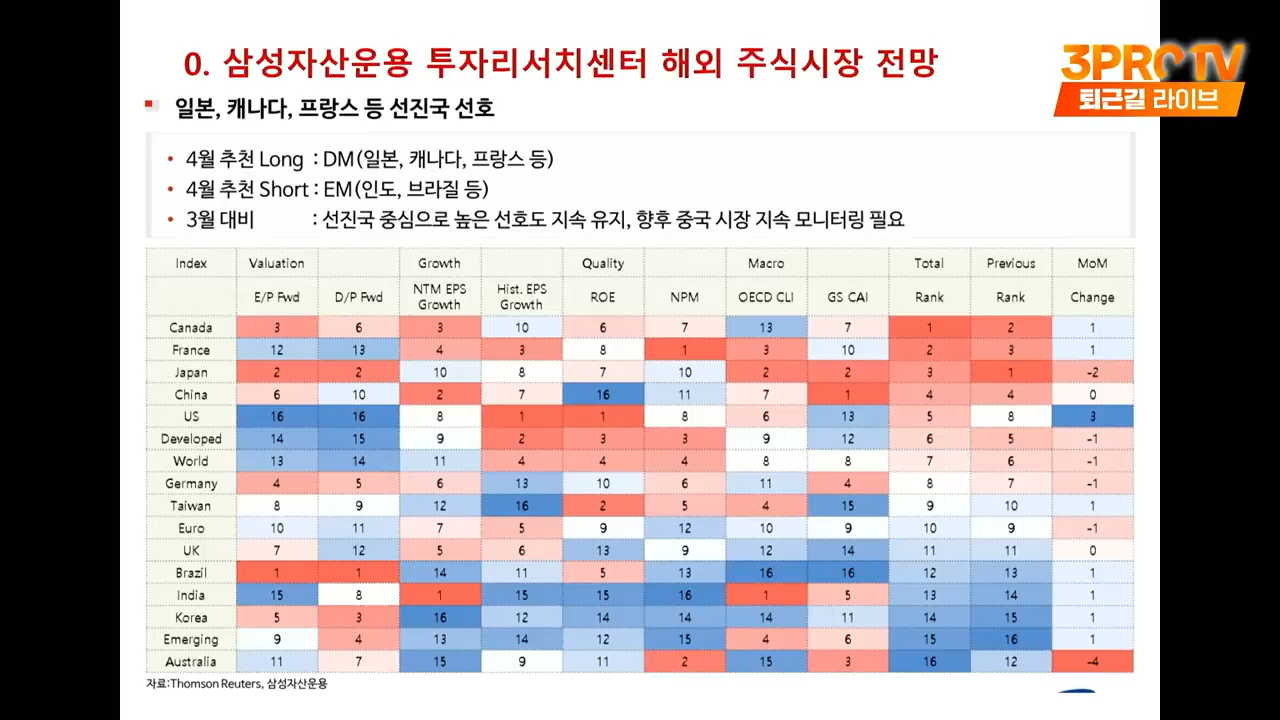 0. 삼성자산운용 투자리서치센터 해외 주식시장 전망
3PROTV
퇴근길 라이브
일본, 캐나다, 프랑스 등 선진국 선호
• 4월 추천 Long : DM(일본, 캐나다, 프랑스 등)
• 4월 추천 Short : EM(인도, 브라질 등)
• 3월 대비 : 선진국 중심으로 높은 선호도 지속 유지, 향후 중국 시장 지속 모니터링 필요
Index Valuation Growth Quality Macro Total Previous MoM
E/P Fwd D/P Fwd NTM EPS Growth Hist. EPS Growth ROE NPM OECD CLI GS CAI Rank Rank Change
Canada 3 6 3 10 6 7 13 7 1 2 1
France 12 13 4 3 8 1 3 10 2 3 1
Japan 2 2 10 8 7 10 2 2 3 1 -2
China 6 10 2 7 16 11 7 1 4 4 0
US 16 16 8 1 1 8 6 13 5 8 3
Developed 14 15 9 2 3 3 9 12 6 5 -1
World 13 14 11 4 4 4 8 8 7 6 -1
Germany 4 5 6 13 10 6 11 4 8 7 -1
Taiwan 8 9 12 16 2 5 4 15 9 10 1
Euro 10 11 7 5 9 12 10 9 10 9 -1
UK 7 12 5 6 13 9 12 14 11 11 0
Brazil 1 1 14 11 5 13 16 16 12 13 1
India 15 8 1 15 15 16 1 5 13 14 1
Korea 5 3 16 12 14 14 14 11 14 15 1
Emerging 9 4 13 14 12 15 4 6 15 16 1
Australia 11 7 15 9 11 2 15 3 16 12 -4
자료:Thomson Reuters, 삼성자산운용